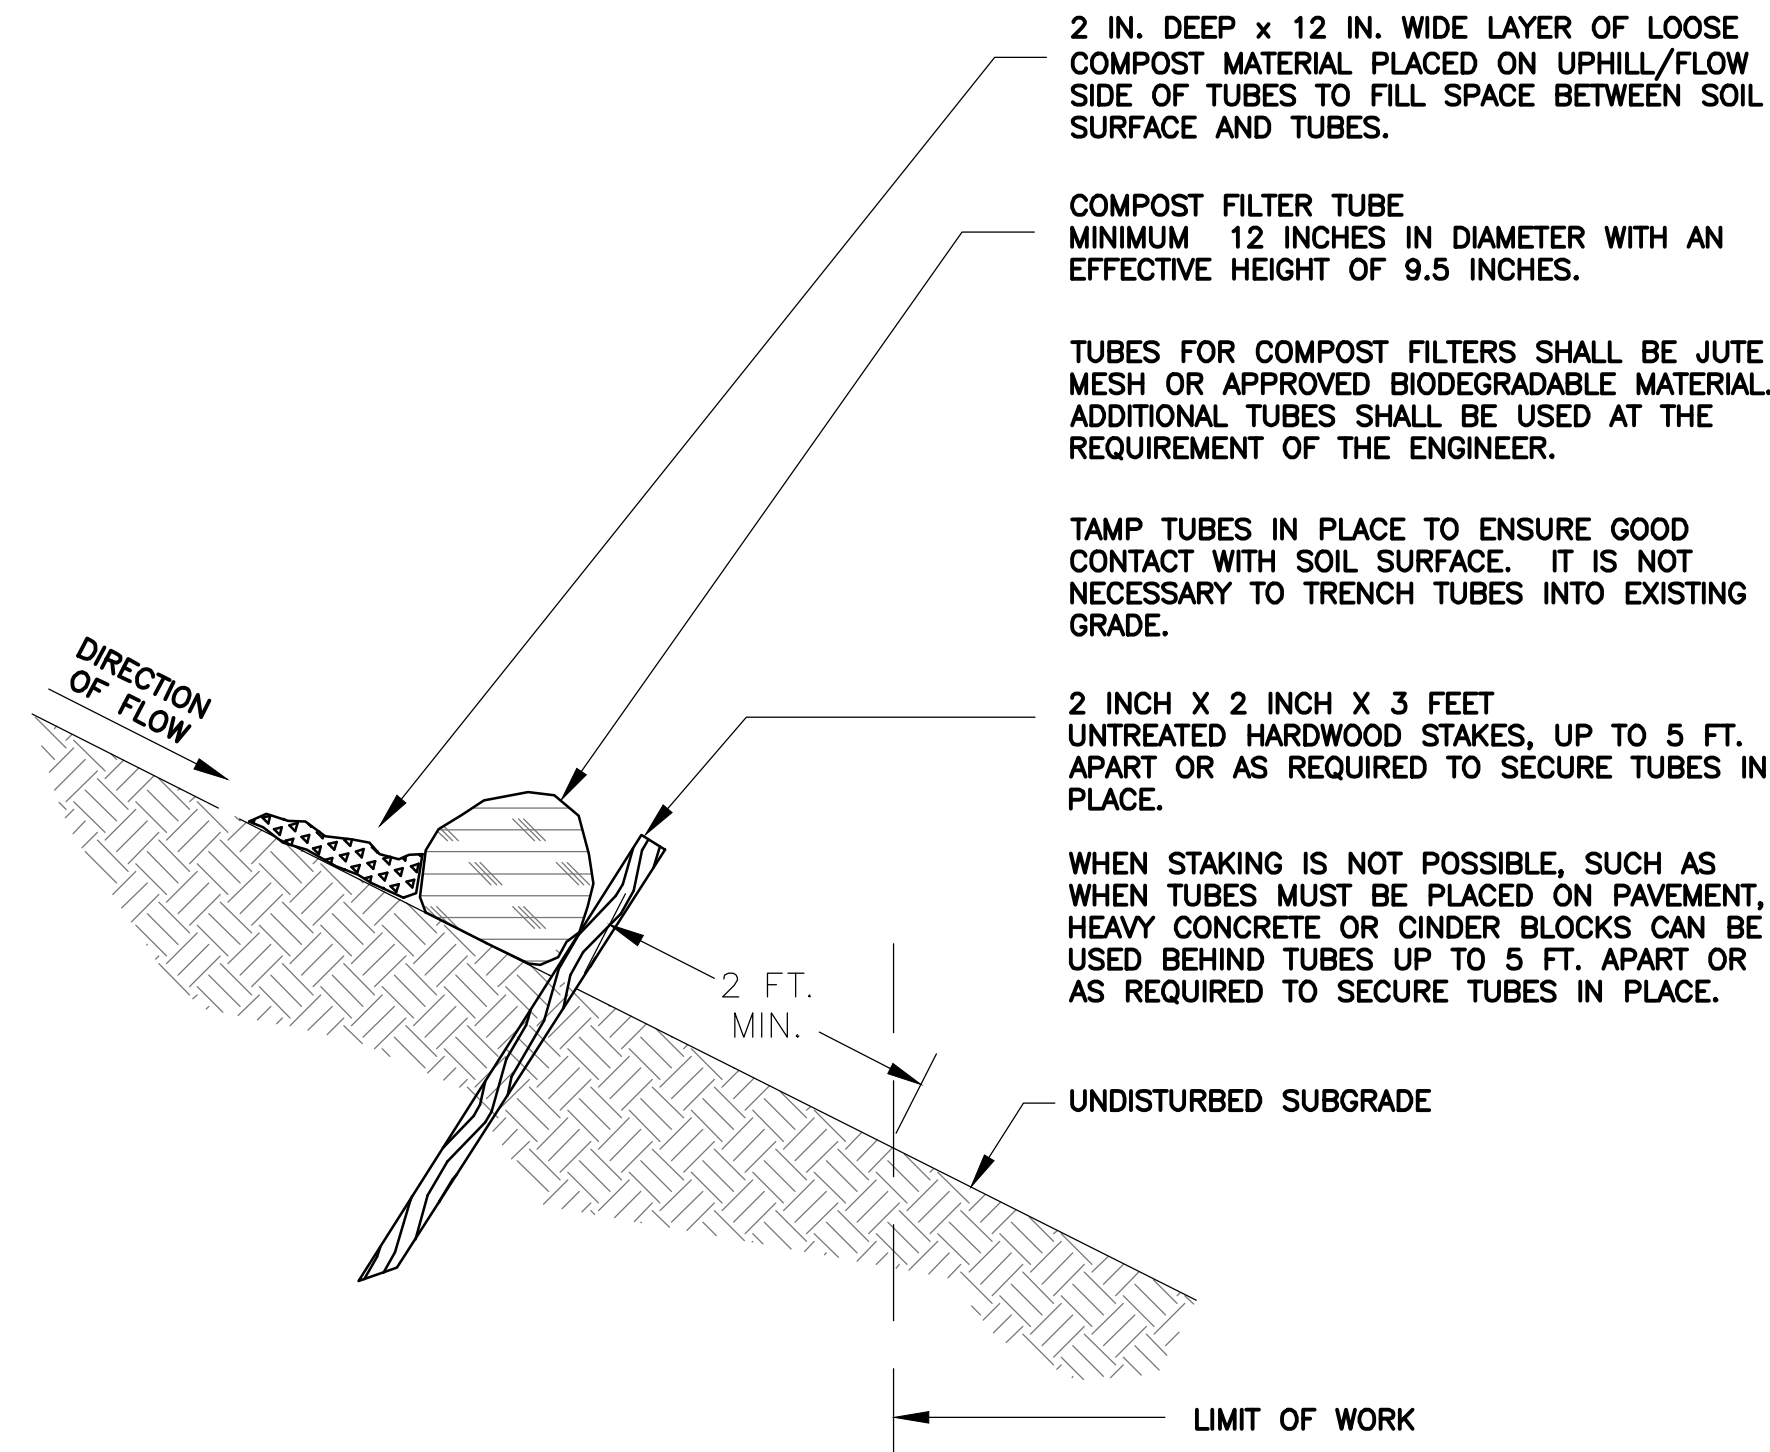 2 IN. DEEP x 12 IN. WIDE LAYER OF LOOSE
COMPOST MATERIAL PLACED ON UPHILL/FLOW
SIDE OF TUBES TO FILL SPACE BETWEEN SOIL
SURFACE AND TUBES.
COMPOST FILTER TUBE
MINIMUM 12 INCHES IN DIAMETER WITH AN
EFFECTIVE HEIGHT OF 9.5 INCHES.
TUBES FOR COMPOST FILTERS SHALL BE JUTE
MESH OR APPROVED BIODEGRADABLE MATERIAL.
ADDITIONAL TUBES SHALL BE USED AT THE
REQUIREMENT OF THE ENGINEER.
TAMP TUBES IN PLACE TO ENSURE GOOD
CONTACT WITH SOIL SURFACE. IT IS NOT
NECESSARY TO TRENCH TUBES INTO EXISTING
GRADE.
DIRECTION
OF FLOW
2 INCH X 2 INCH X 3 FEET
UNTREATED HARDWOOD STAKES, UP TO 5 FT.
APART OR AS REQUIRED TO SECURE TUBES IN
PLACE.
WHEN STAKING IS NOT POSSIBLE, SUCH AS
WHEN TUBES MUST BE PLACED ON PAVEMENT,
HEAVY CONCRETE OR CINDER BLOCKS CAN BE
USED BEHIND TUBES UP TO 5 FT. APART OR
AS REQUIRED TO SECURE TUBES IN PLACE.
2 FT.
MIN.
UNDISTURBED SUBGRADE
LIMIT OF WORK